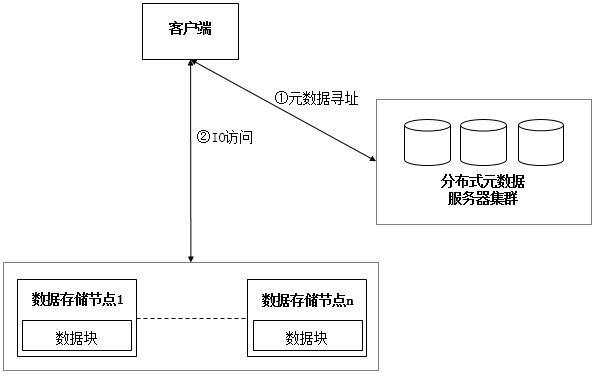 客户端
①元数据寻址
②IO访问
分布式元数据
服务器集群
数据存储节点1
数据块
数据存储节点n
数据块